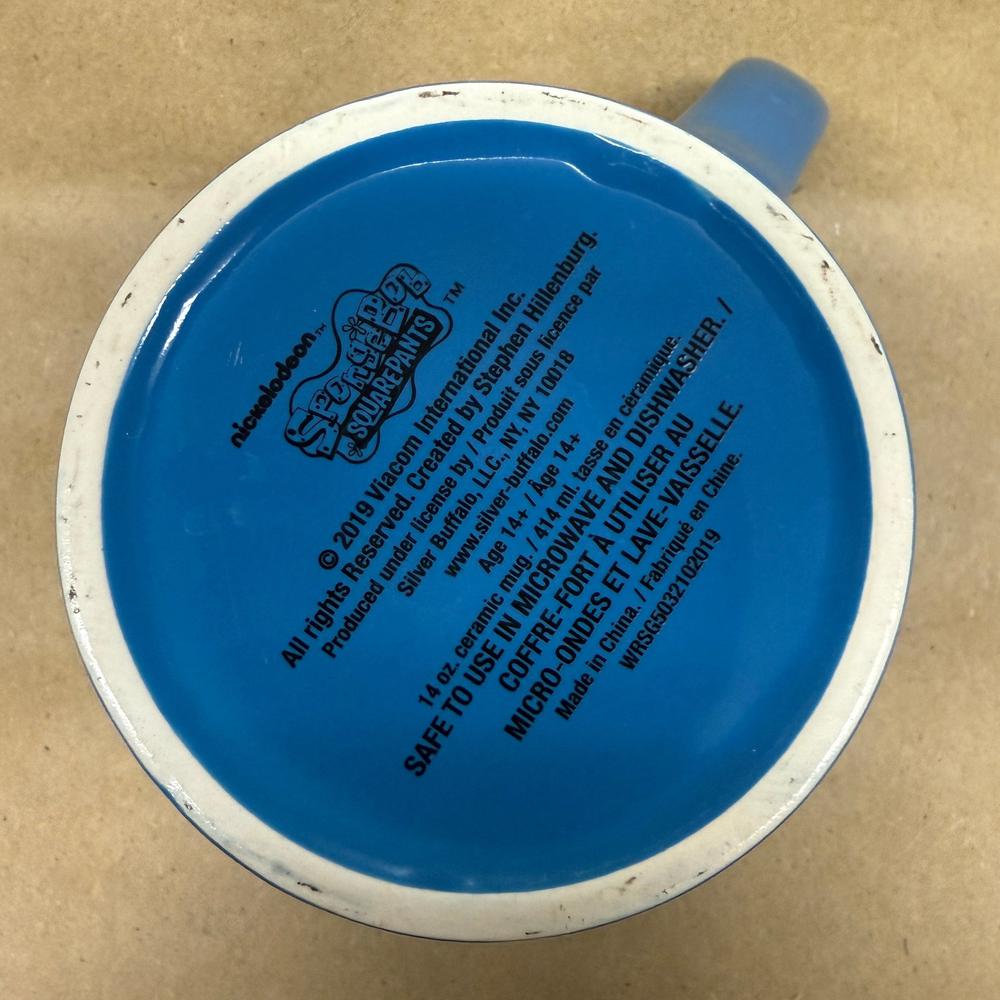 nickelodeon™
SPONGEBOB™
SQUAREPANTS
© 2019 Viacom International Inc.
All rights Reserved. Created by Stephen Hillenburg.
Produced under license by / Produit sous licence par
Silver Buffalo, LLC., NY, NY 10018
www.silver-buffalo.com
Age 14+ / Âge 14+
14 oz. ceramic mug. / 414 ml. tasse en céramique.
SAFE TO USE IN MICROWAVE AND DISHWASHER. /
COFFRE-FORT À UTILISER AU
MICRO-ONDES ET LAVE-VAISSELLE.
Made in China. / Fabriqué en Chine.
WRSG5032102019